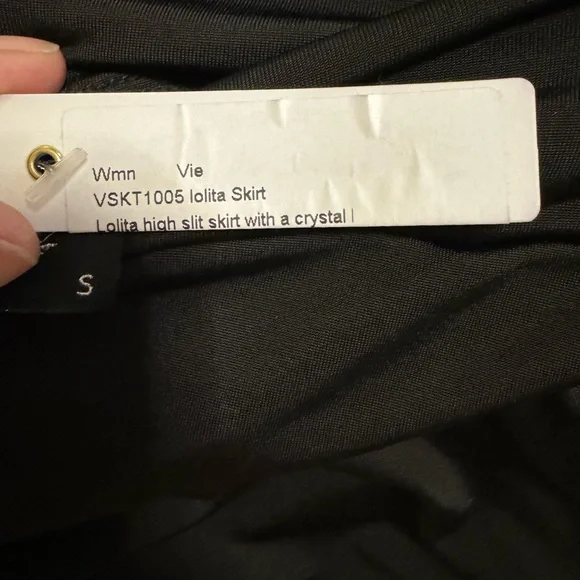 Wmn Vie
VSKT1005 lolita Skirt
Lolita high slit skirt with a crystal l
S